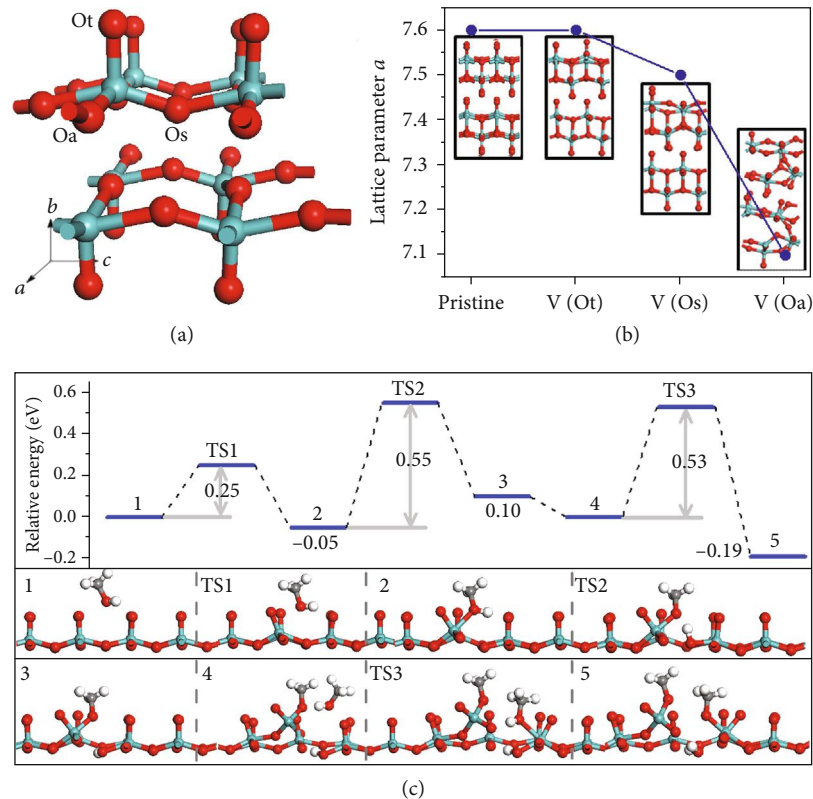 Ot
Oa
Os
b
c
a
(a)
Lattice parameter a
7.6
7.5
7.4
7.3
7.2
7.1
Pristine
V (Ot)
V (Os)
V (Oa)
(b)
Relative energy (eV)
0.6
0.4
0.2
0.0
−0.2
1
TS1
0.25
2
−0.05
TS2
0.55
3
0.10
4
TS3
0.53
−0.19
5
1
TS1
2
TS2
3
4
TS3
5
(c)